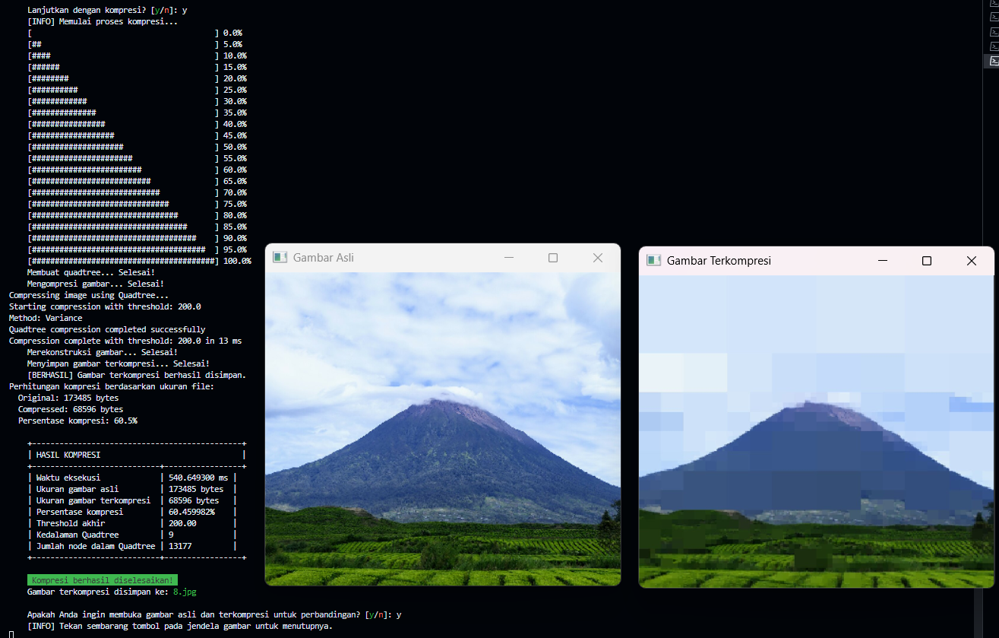 Lanjutkan dengan kompresi? [y/n]: y
[INFO] Memulai proses kompresi...
[                                        ] 0.0%
[##                                      ] 5.0%
[####                                    ] 10.0%
[######                                  ] 15.0%
[########                                ] 20.0%
[##########                              ] 25.0%
[############                            ] 30.0%
[##############                          ] 35.0%
[################                        ] 40.0%
[##################                      ] 45.0%
[####################                    ] 50.0%
[######################                  ] 55.0%
[########################                ] 60.0%
[##########################              ] 65.0%
[############################            ] 70.0%
[##############################          ] 75.0%
[################################        ] 80.0%
[##################################      ] 85.0%
[####################################    ] 90.0%
[######################################  ] 95.0%
[########################################] 100.0%
Membuat quadtree... Selesai!
Mengompresi gambar... Selesai!
Compressing image using Quadtree...
Starting compression with threshold: 200.0
Method: Variance
Quadtree compression completed successfully
Compression complete with threshold: 200.0 in 13 ms
Merekonstruksi gambar... Selesai!
Menyimpan gambar terkompresi... Selesai!
[BERHASIL] Gambar terkompresi berhasil disimpan.
Perhitungan kompresi berdasarkan ukuran file:
Original: 173485 bytes
Compressed: 68596 bytes
Persentase kompresi: 60.5%
+----------------------------------------------+
| HASIL KOMPRESI                               |
+----------------------------+-----------------+
| Waktu eksekusi             | 540.649300 ms |
| Ukuran gambar asli         | 173485 bytes  |
| Ukuran gambar terkompresi  | 68596 bytes   |
| Persentase kompresi        | 60.459982%    |
| Threshold akhir            | 200.00        |
| Kedalaman Quadtree         | 9             |
| Jumlah node dalam Quadtree | 13177         |
+----------------------------+-----------------+
Kompresi berhasil diselesaikan!
Gambar terkompresi disimpan ke: 8.jpg
Apakah Anda ingin membuka gambar asli dan terkompresi untuk perbandingan? [y/n]: y
[INFO] Tekan sembarang tombol pada jendela gambar untuk menutupnya.
Gambar Asli
Gambar Terkompresi